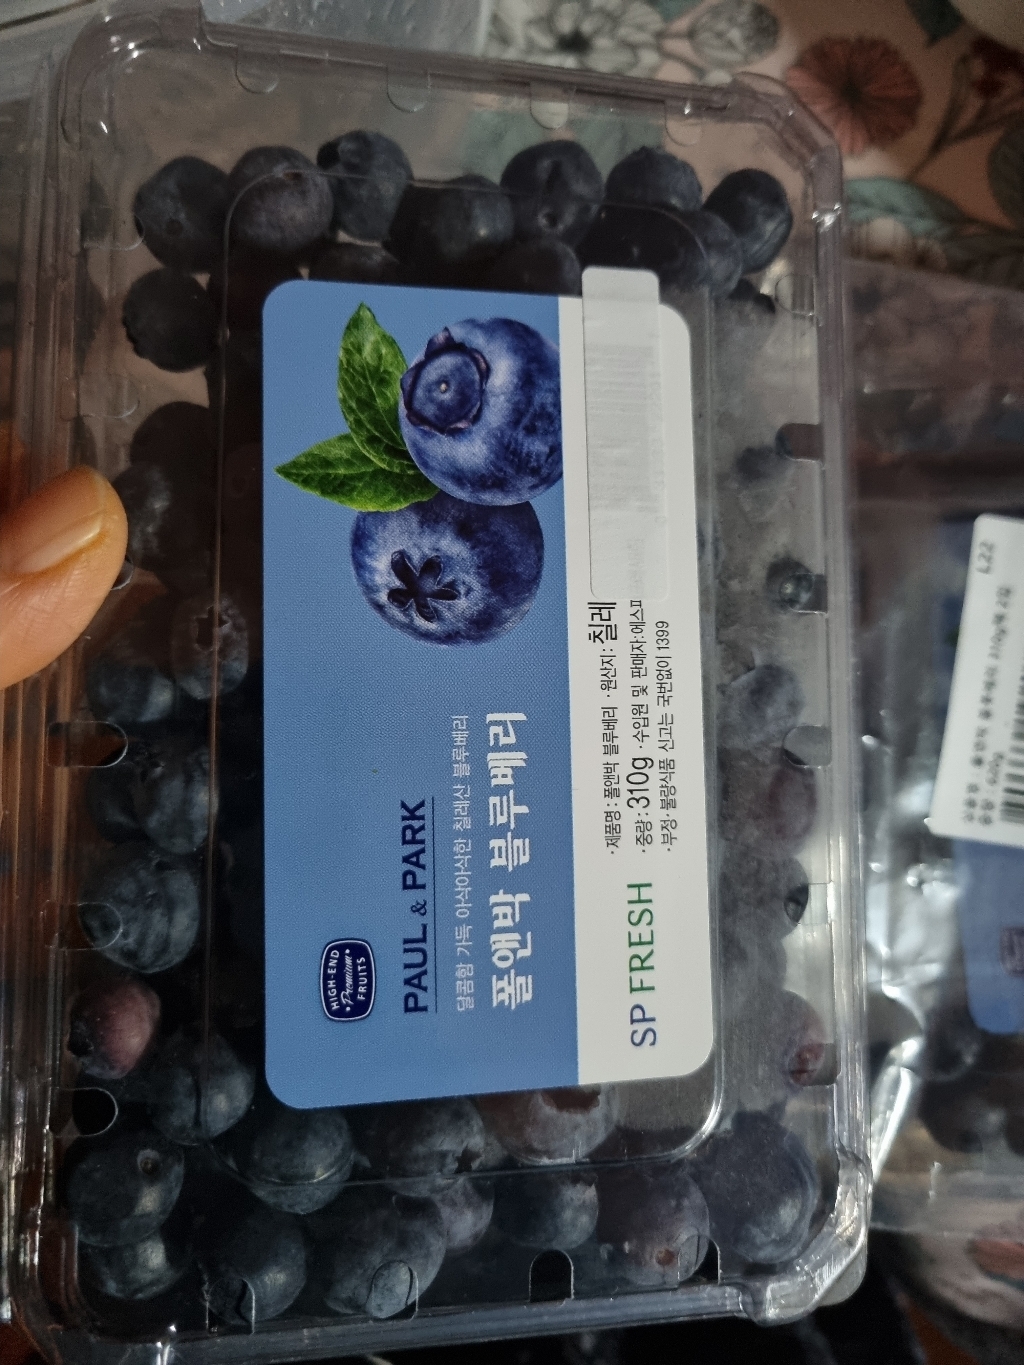 HIGH-END
Premium
FRUITS
PAUL & PARK
달콤함 가득 아삭아삭한 칠레산 블루베리
폴앤박 블루베리
SP FRESH
·제품명 : 폴앤박 블루베리 ·원산지 : 칠레
·중량 : 310g ·수입원 및 판매자:에스피
·부정·불량식품 신고는 국번없이 1399
L22
중량 : 620g